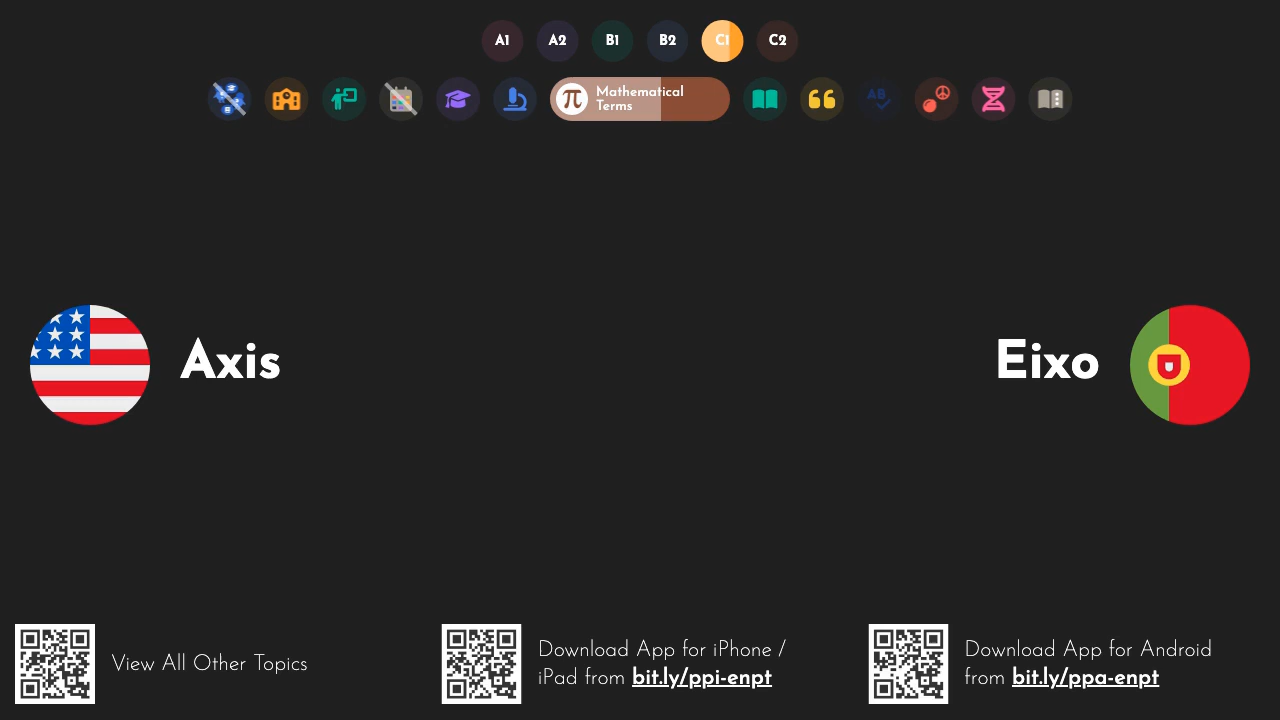 A1 A2 B1 B2 C1 C2
Mathematical
Terms
AB
Axis
Eixo
View All Other Topics
Download App for iPhone /
iPad from bit.ly/ppi-enpt
Download App for Android
from bit.ly/ppa-enpt